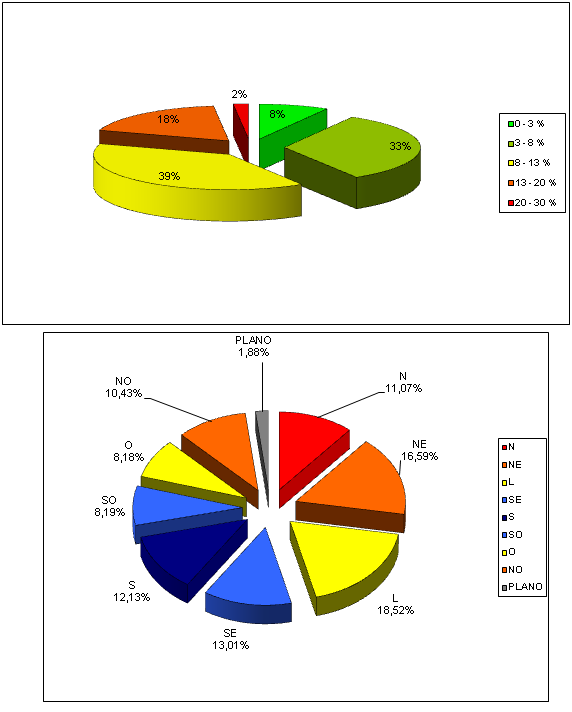 2%
8%
18%
33%
39%
0 - 3 %
3 - 8 %
8 - 13 %
13 - 20 %
20 - 30 %
PLANO
1,88%
N
11,07%
NO
10,43%
NE
16,59%
O
8,18%
SO
8,19%
S
12,13%
SE
13,01%
L
18,52%
N
NE
L
SE
S
SO
O
NO
PLANO